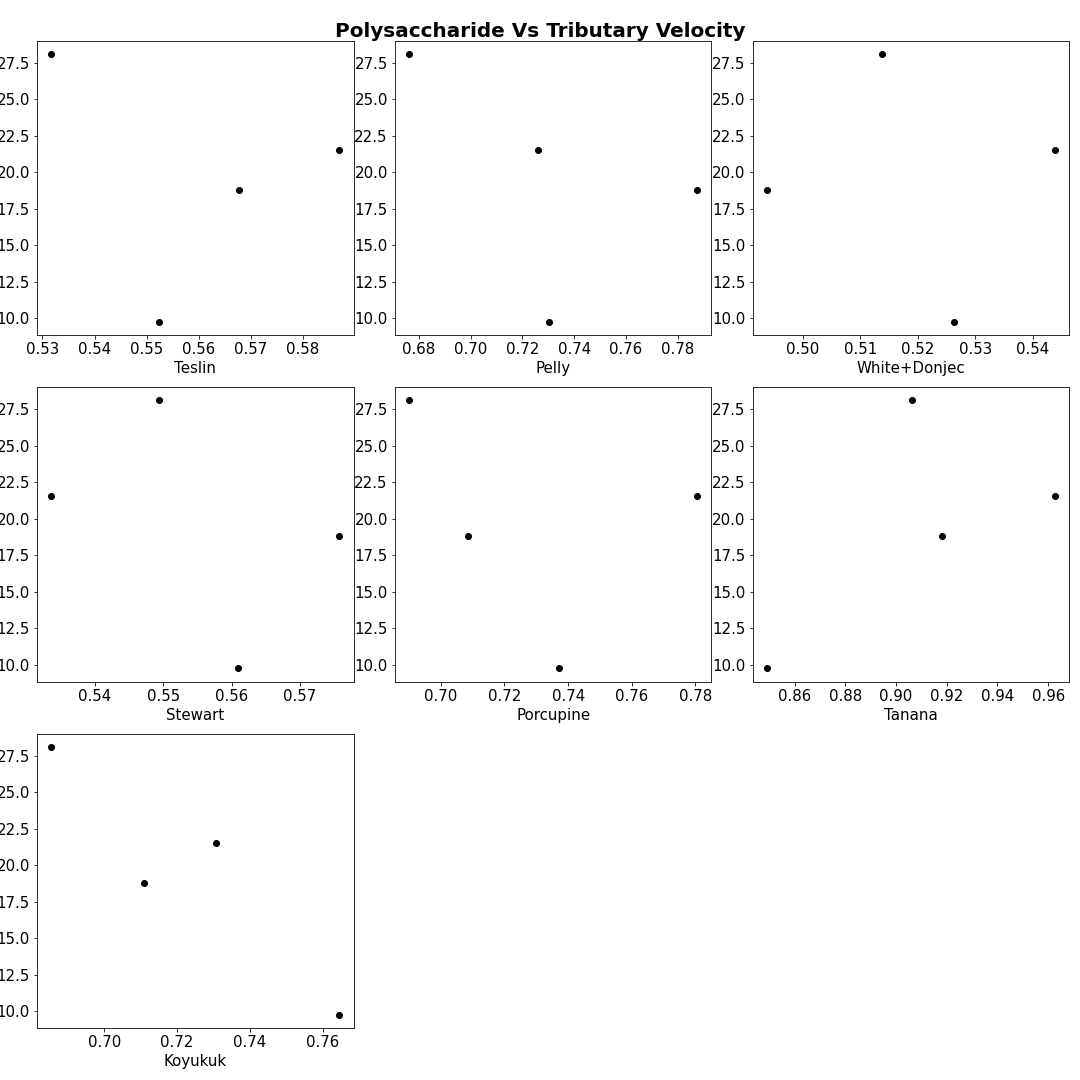 Polysaccharide Vs Tributary Velocity
27.5 27.5 27.5
25.0 25.0 25.0
22.5 22.5 22.5
20.0 20.0 20.0
17.5 17.5 17.5
15.0 15.0 15.0
12.5 12.5 12.5
10.0 10.0 10.0
0.53 0.54 0.55 0.56 0.57 0.58 0.68 0.70 0.72 0.74 0.76 0.78 0.50 0.51 0.52 0.53 0.54
Teslin Pelly White+Donjec
27.5 27.5 27.5
25.0 25.0 25.0
22.5 22.5 22.5
20.0 20.0 20.0
17.5 17.5 17.5
15.0 15.0 15.0
12.5 12.5 12.5
10.0 10.0 10.0
0.54 0.55 0.56 0.57 0.70 0.72 0.74 0.76 0.78 0.86 0.88 0.90 0.92 0.94 0.96
Stewart Porcupine Tanana
27.5
25.0
22.5
20.0
17.5
15.0
12.5
10.0
0.70 0.72 0.74 0.76
Koyukuk